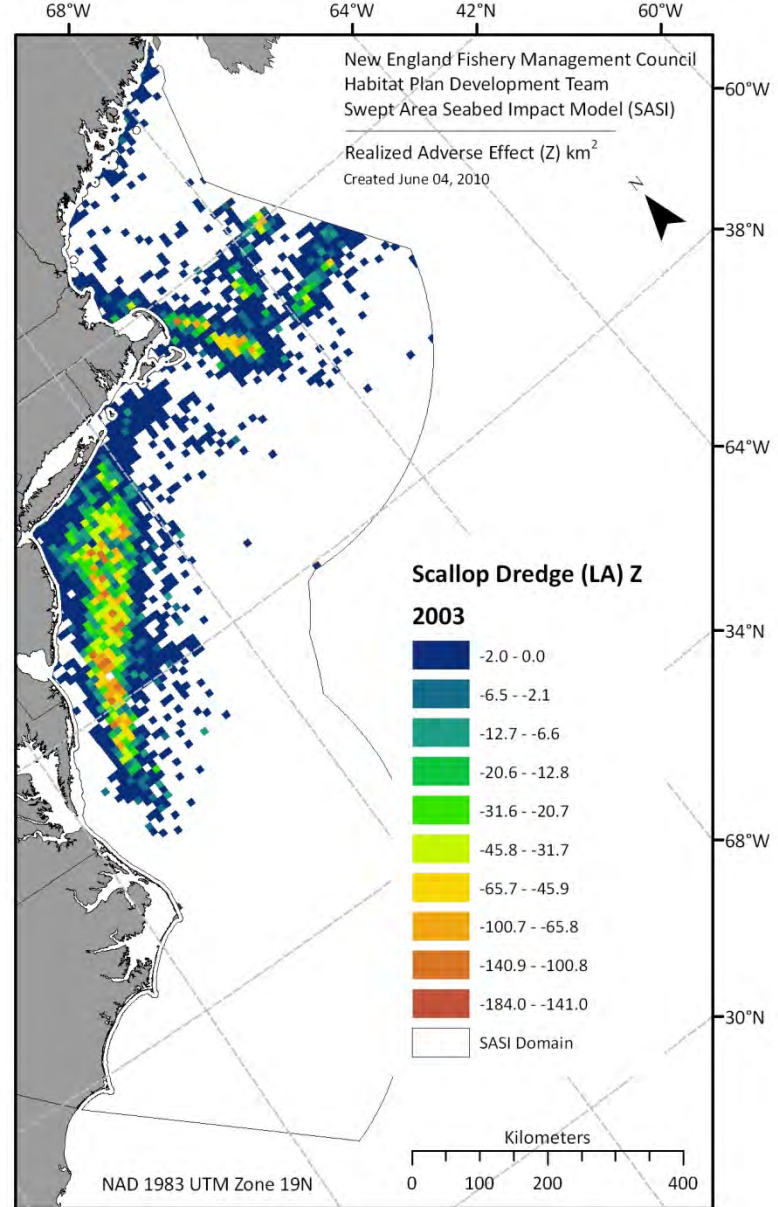 68°W
64°W
42°N
60°W
New England Fishery Management Council
Habitat Plan Development Team
Swept Area Seabed Impact Model (SASI)
Realized Adverse Effect (Z) km²
Created June 04, 2010
N
60°W
38°N
64°W
34°N
68°W
30°N
Scallop Dredge (LA) Z
2003
-2.0 - 0.0
-6.5 - -2.1
-12.7 - -6.6
-20.6 - -12.8
-31.6 - -20.7
-45.8 - -31.7
-65.7 - -45.9
-100.7 - -65.8
-140.9 - -100.8
-184.0 - -141.0
SASI Domain
Kilometers
0 100 200 400
NAD 1983 UTM Zone 19N